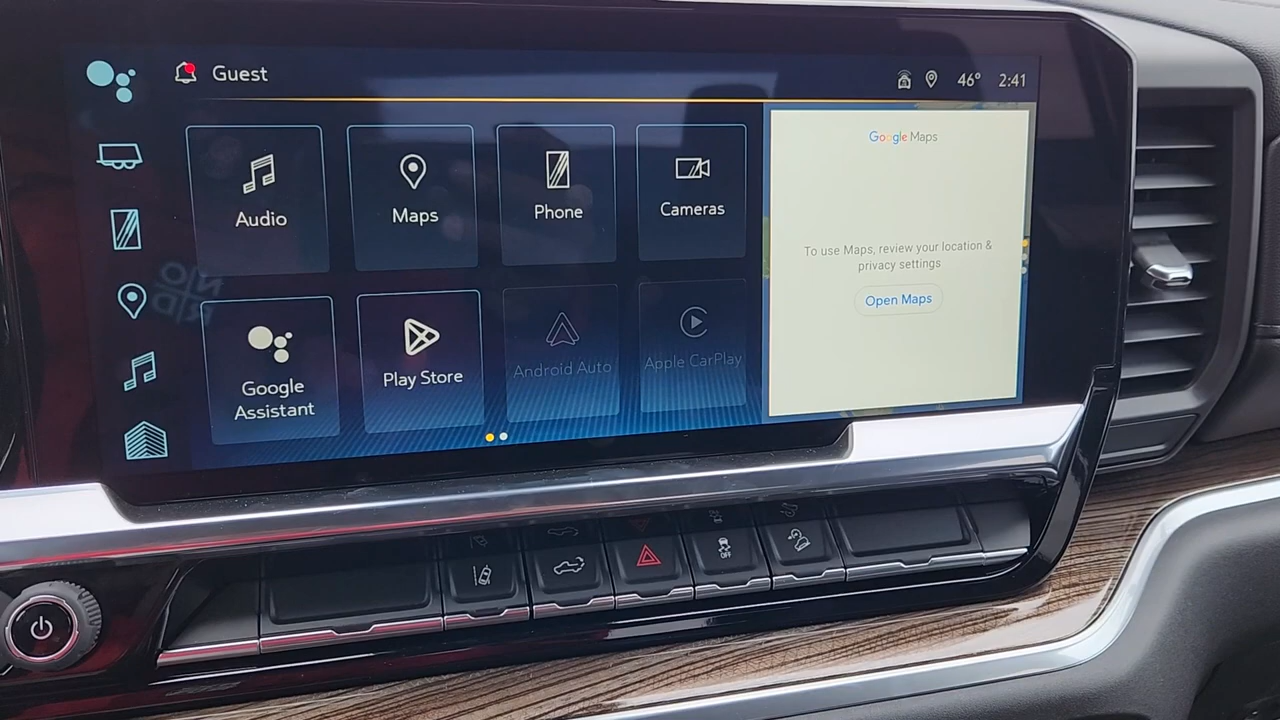 Guest
46° 2:41
Audio
Maps
Phone
Cameras
Google
Assistant
Play Store
Android Auto
Apple CarPlay
Google Maps
To use Maps, review your location &
privacy settings
Open Maps
OFF